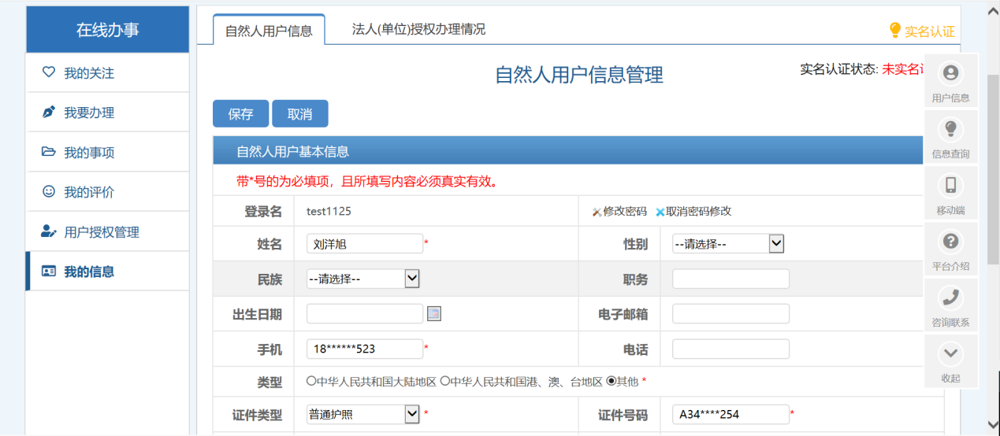 在线办事
我的关注
我要办理
我的事项
我的评价
用户授权管理
我的信息
自然人用户信息 法人(单位)授权办理情况
实名认证
自然人用户信息管理
实名认证状态: 未实名
保存 取消
自然人用户基本信息
带*号的为必填项，且所填写内容必须真实有效。
登录名 test1125 修改密码 取消密码修改
姓名 刘洋旭 * 性别 --请选择--
民族 --请选择-- 职务
出生日期 电子邮箱
手机 18******523 * 电话
类型 中华人民共和国大陆地区 中华人民共和国港、澳、台地区 其他 *
证件类型 普通护照 * 证件号码 A34****254 *
用户信息
信息查询
移动端
平台介绍
咨询联系
收起